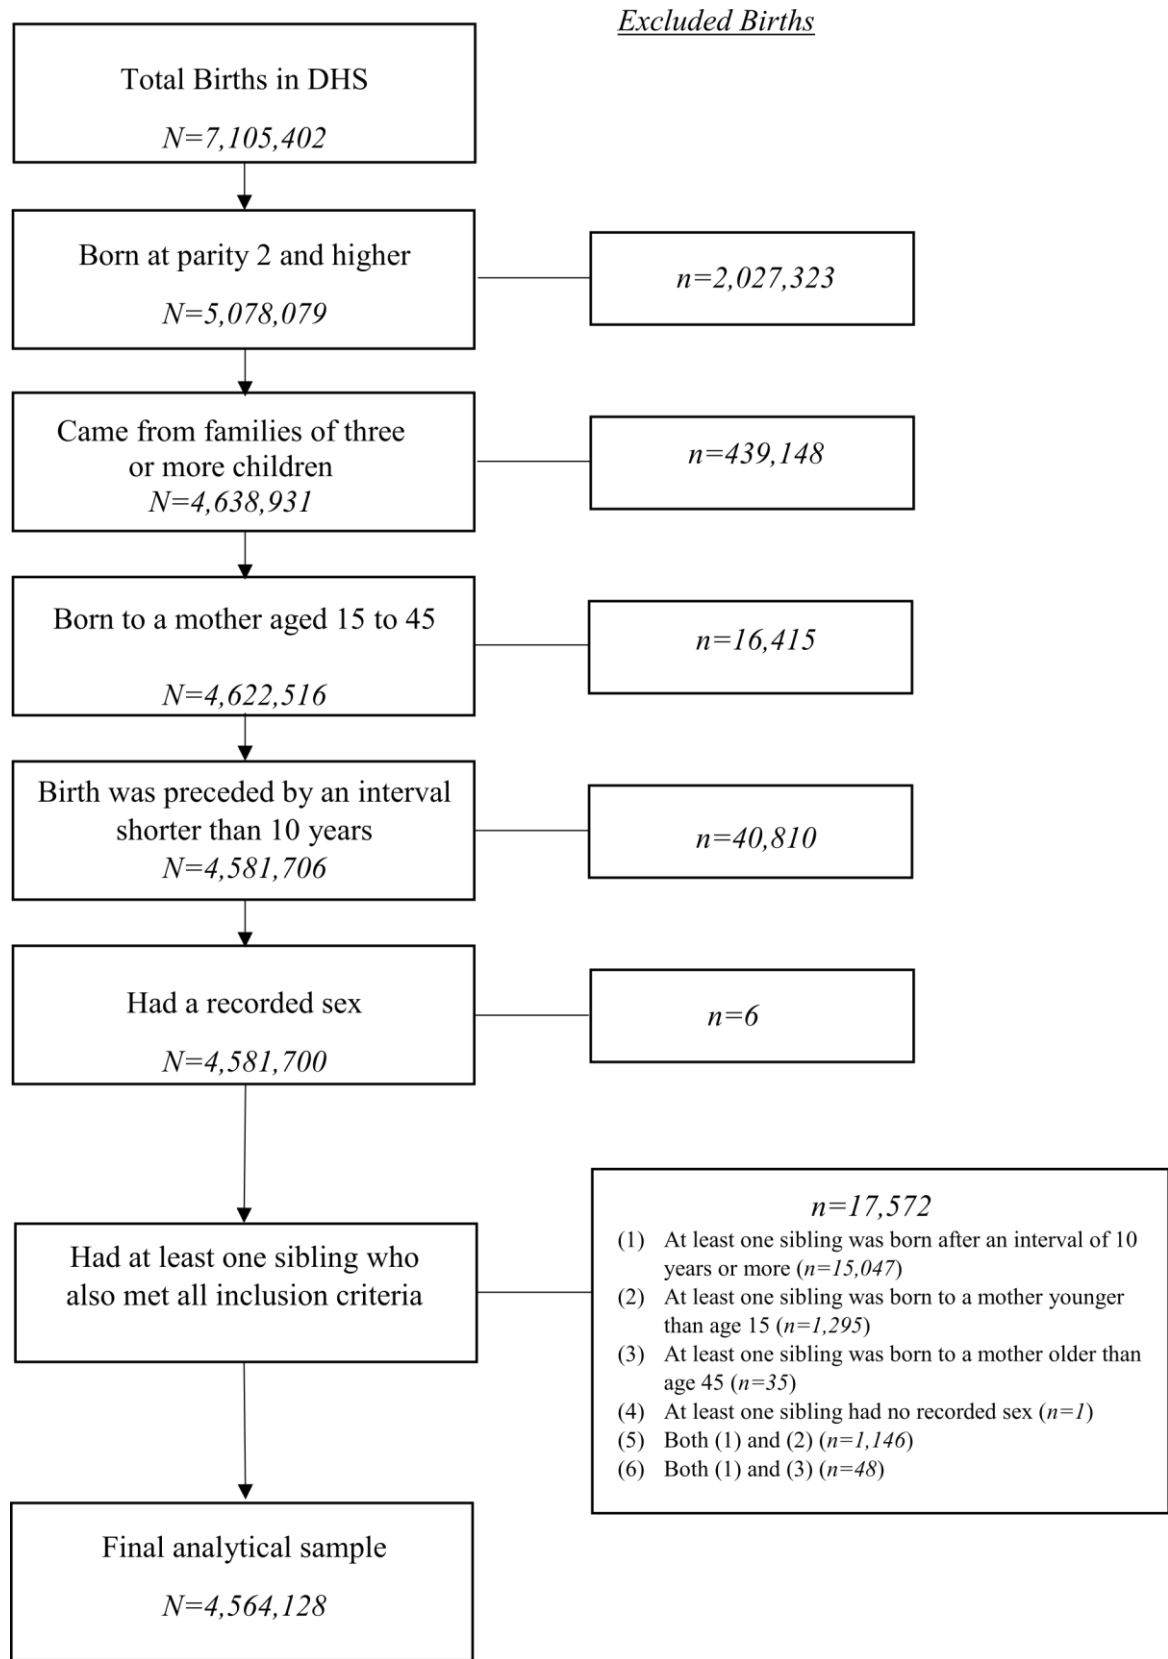 Excluded Births
Total Births in DHS
N=7,105,402
Born at parity 2 and higher
N=5,078,079
n=2,027,323
Came from families of three
or more children
N=4,638,931
n=439,148
Born to a mother aged 15 to 45
N=4,622,516
n=16,415
Birth was preceded by an interval
shorter than 10 years
N=4,581,706
n=40,810
Had a recorded sex
N=4,581,700
n=6
Had at least one sibling who
also met all inclusion criteria
n=17,572
(1) At least one sibling was born after an interval of 10
years or more (n=15,047)
(2) At least one sibling was born to a mother younger
than age 15 (n=1,295)
(3) At least one sibling was born to a mother older than
age 45 (n=35)
(4) At least one sibling had no recorded sex (n=1)
(5) Both (1) and (2) (n=1,146)
(6) Both (1) and (3) (n=48)
Final analytical sample
N=4,564,128